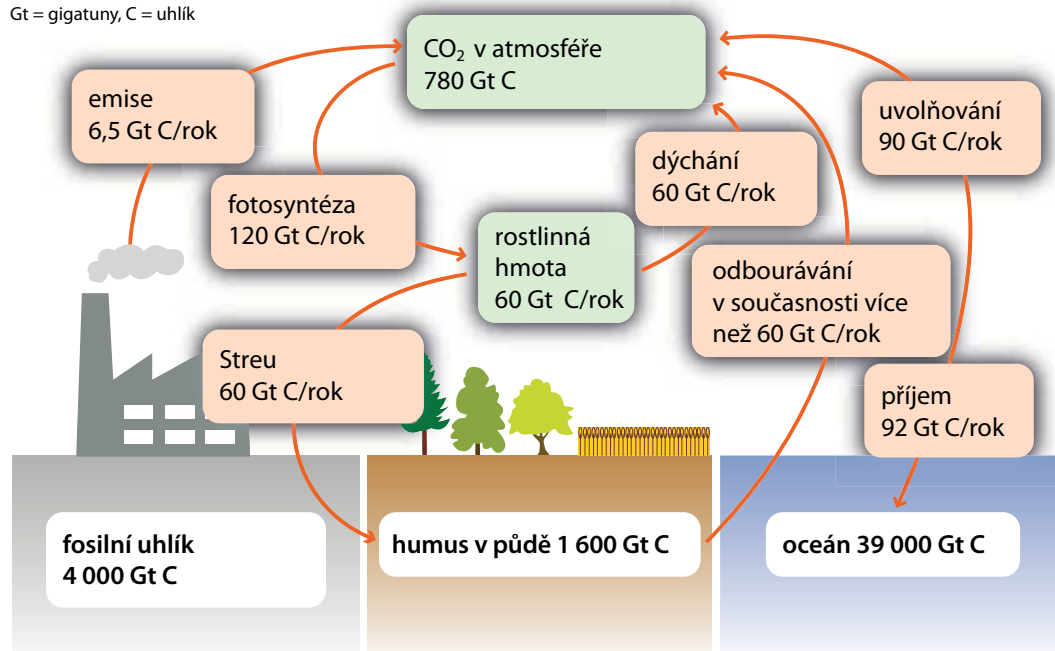 Gt = gigatuny, C = uhlík
CO₂ v atmosféře
780 Gt C
emise
6,5 Gt C/rok
uvolňování
90 Gt C/rok
dýchání
60 Gt C/rok
fotosyntéza
120 Gt C/rok
rostlinná
hmota
60 Gt C/rok
odbourávání
v současnosti více
než 60 Gt C/rok
Streu
60 Gt C/rok
příjem
92 Gt C/rok
fosilní uhlík
4 000 Gt C
humus v půdě 1 600 Gt C
oceán 39 000 Gt C